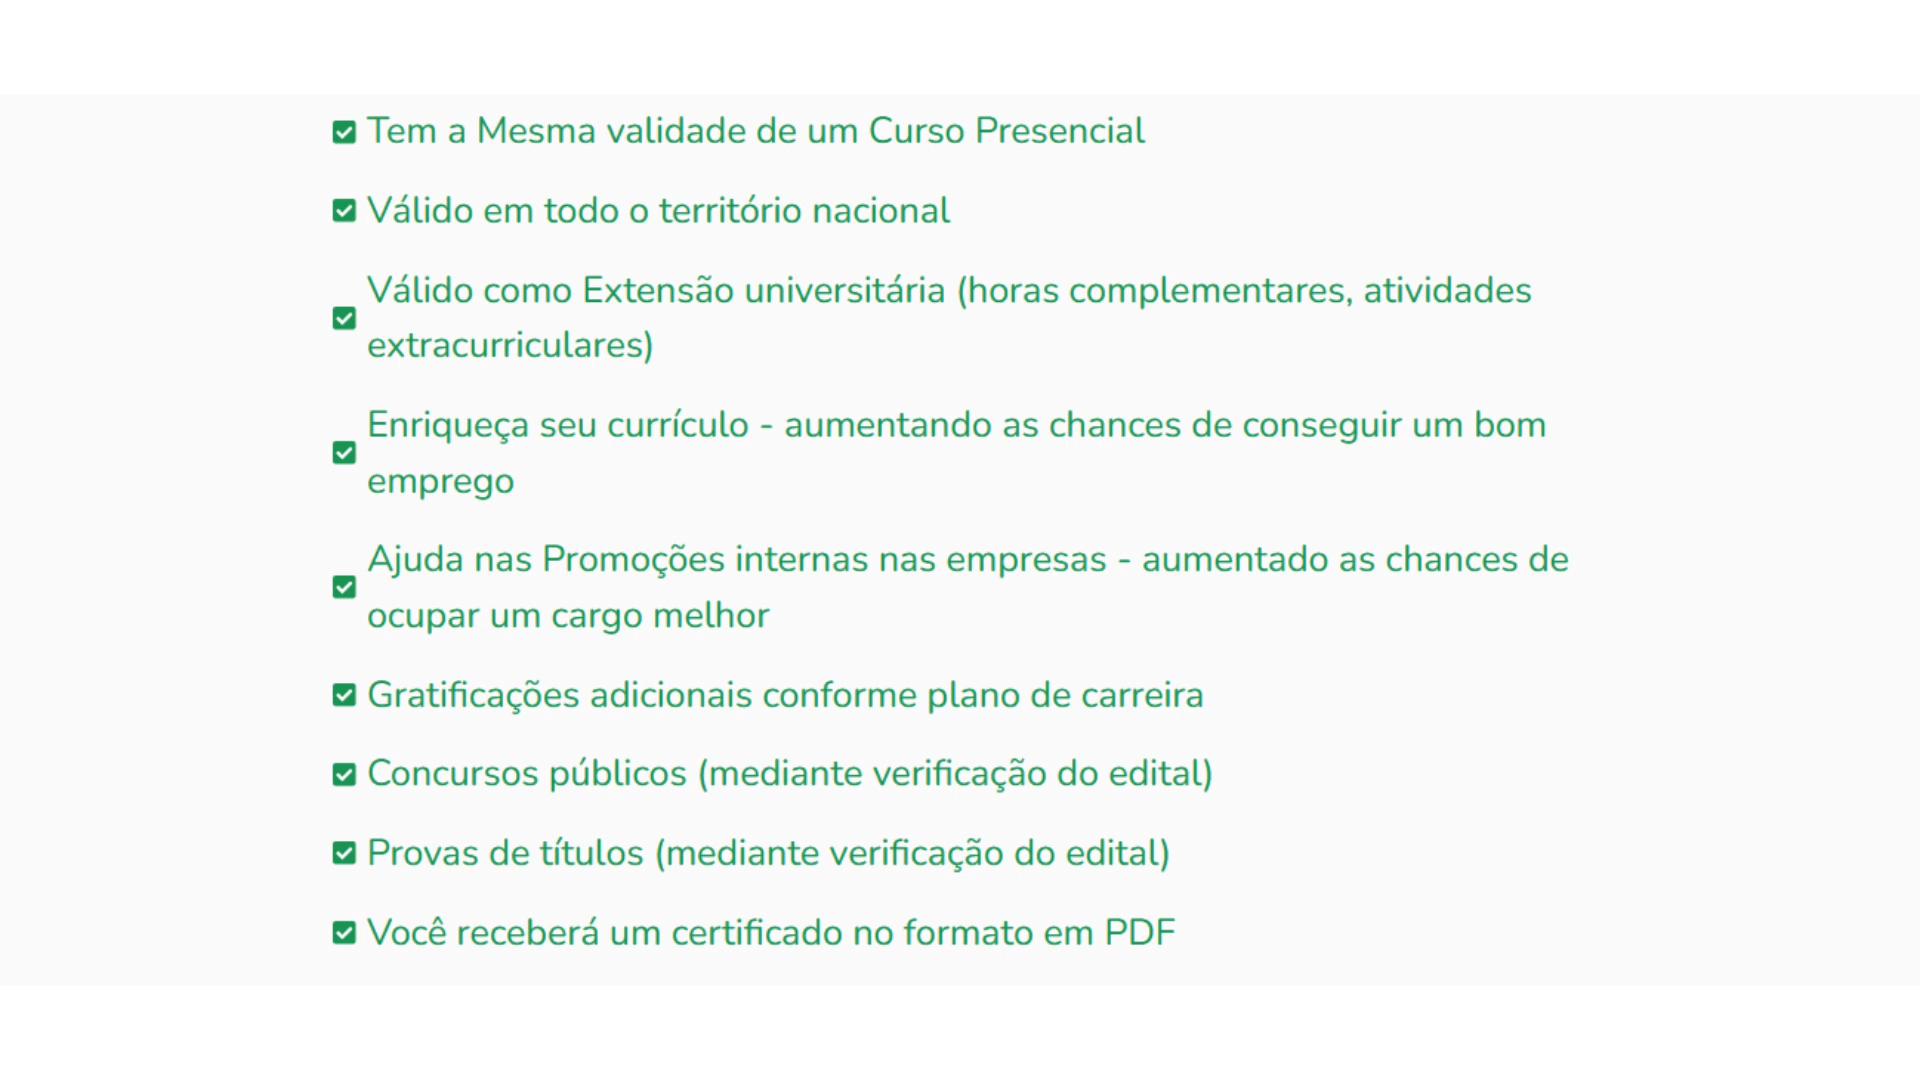 Tem a Mesma validade de um Curso Presencial
Válido em todo o território nacional
Válido como Extensão universitária (horas complementares, atividades
extracurriculares)
Enriqueça seu currículo - aumentando as chances de conseguir um bom
emprego
Ajuda nas Promoções internas nas empresas - aumentado as chances de
ocupar um cargo melhor
Gratificações adicionais conforme plano de carreira
Concursos públicos (mediante verificação do edital)
Provas de títulos (mediante verificação do edital)
Você receberá um certificado no formato em PDF